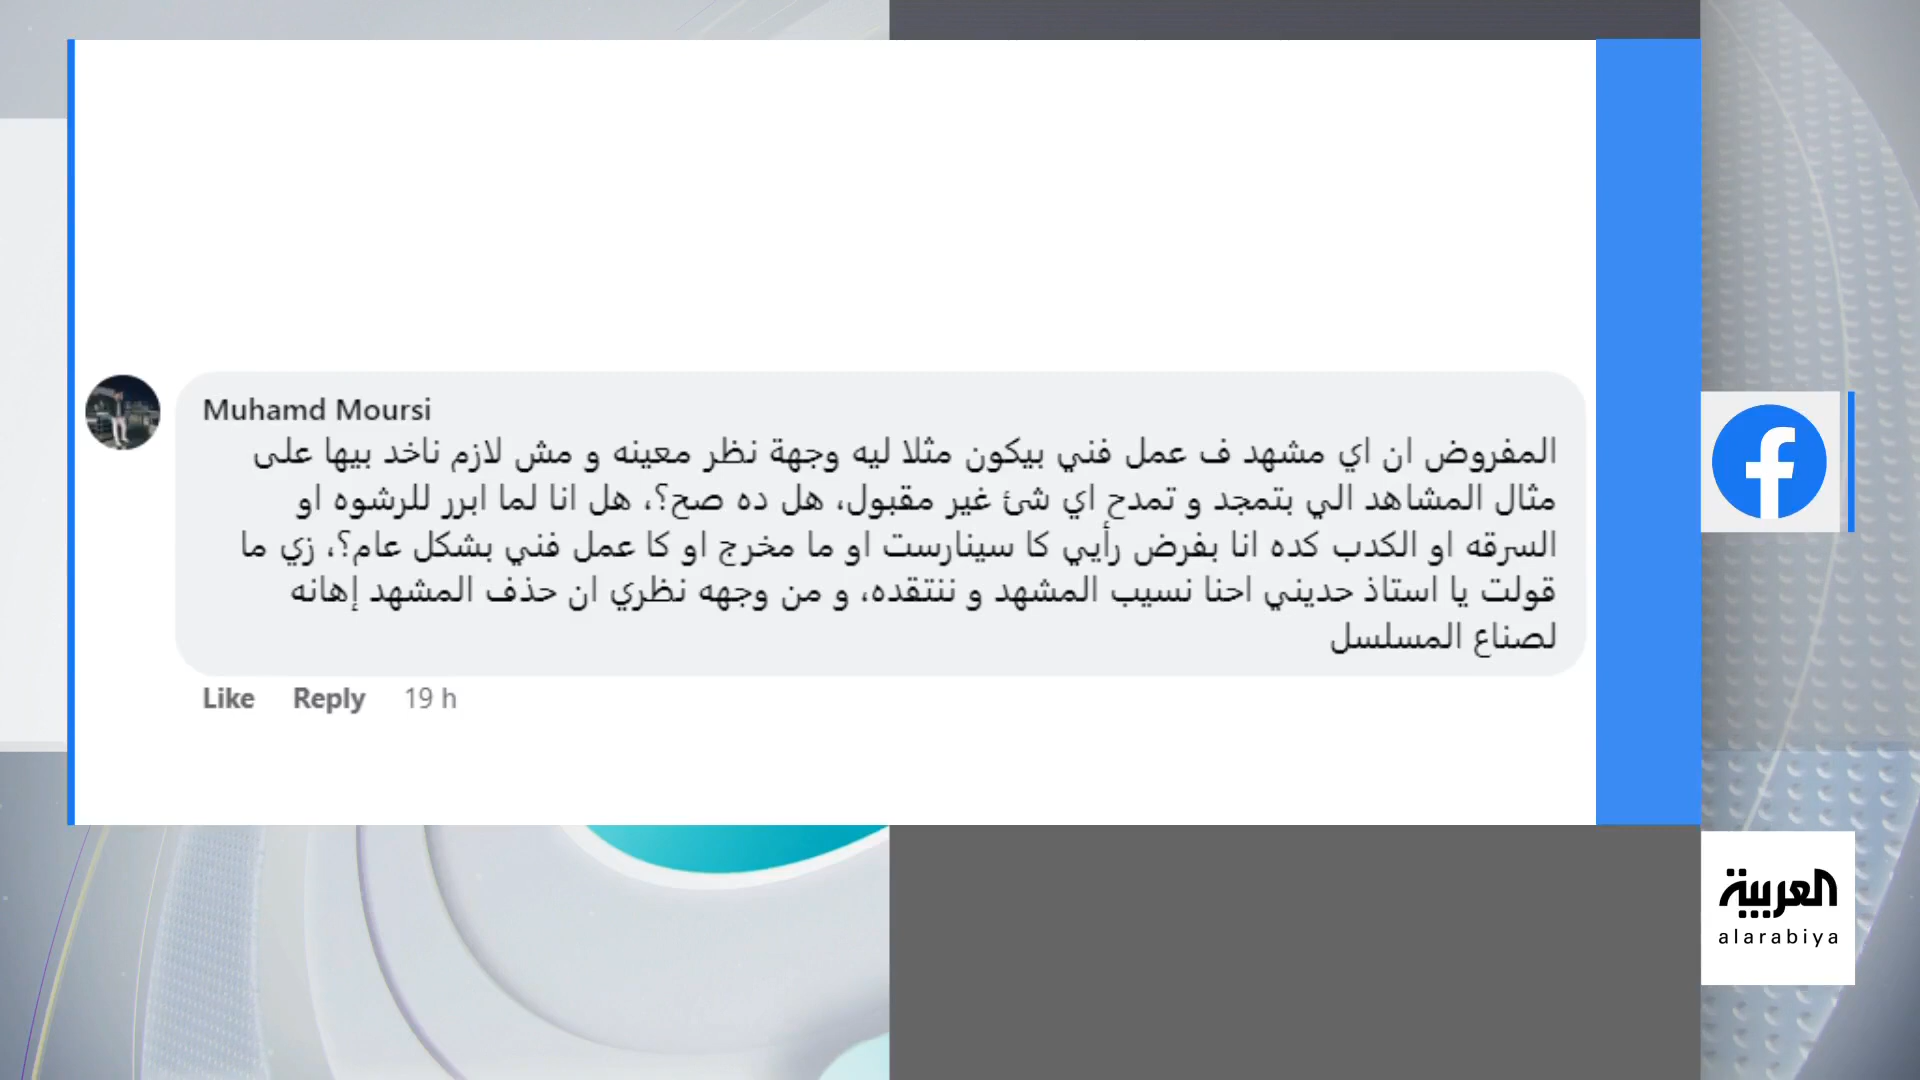 Muhamd Moursi
المفروض ان اي مشهد ف عمل فني بيكون مثلا ليه وجهة نظر معينه و مش لازم ناخد بيها على
مثال المشاهد الي بتمجد و تمدح اي شئ غير مقبول، هل ده صح؟، هل انا لما ابرر للرشوه او
السرقه او الكدب كده انا بفرض رأيي كا سينارست او ما مخرج او كا عمل فني بشكل عام؟، زي ما
قولت يا استاذ حديني احنا نسيب المشهد و ننتقده، و من وجهه نظري ان حذف المشهد إهانه
لصناع المسلسل
Like Reply 19 h
العربية
alarabiya